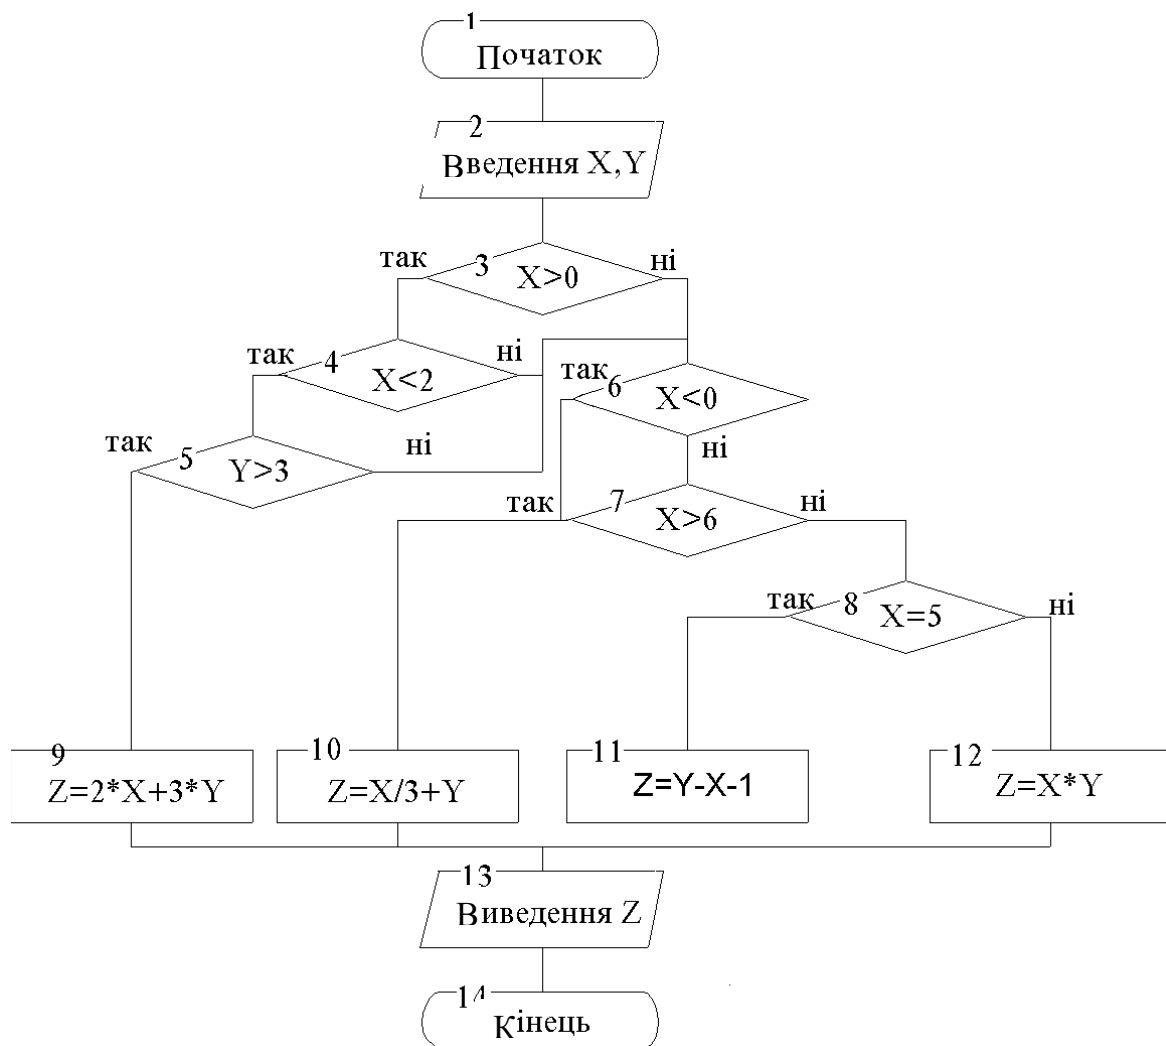 1
Початок
2
Введення X,Y
так
3
X>0
ні
так
4
X<2
ні
так
6
X<0
так
5
Y>3
ні
ні
так
7
X>6
ні
так
8
X=5
ні
9
Z=2*X+3*Y
10
Z=X/3+Y
11
Z=Y-X-1
12
Z=X*Y
13
Виведення Z
14
Кінець